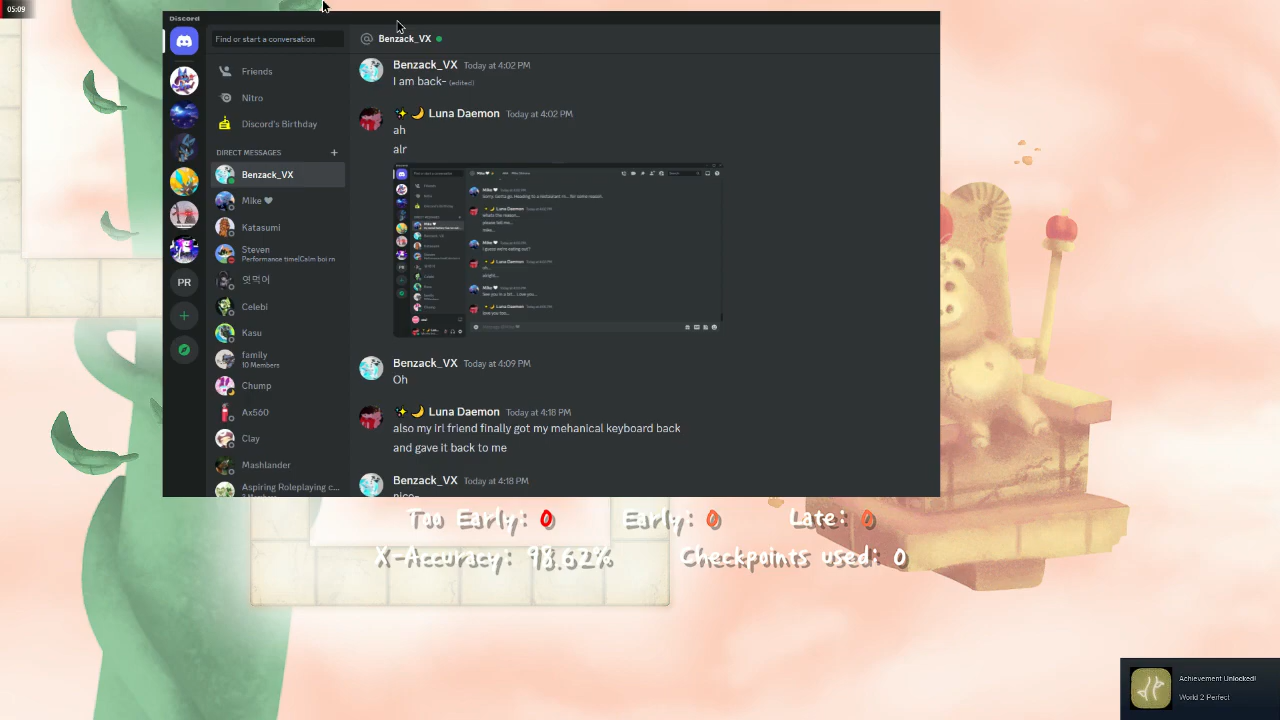 05:09
Discord
Find or start a conversation
Benzack_VX
Friends
Nitro
Discord's Birthday
DIRECT MESSAGES
Benzack_VX
Mike
Katasumi
Steven
Performance time|Calm boi rn
엿먹어
Celebi
PR
Kasu
family
10 Members
Chump
Ax560
Clay
Mashlander
Aspiring Roleplaying c...
Benzack_VX Today at 4:02 PM
I am back- (edited)
Luna Daemon Today at 4:02 PM
ah
alr
Benzack_VX Today at 4:09 PM
Oh
Luna Daemon Today at 4:18 PM
also my irl friend finally got my mehanical keyboard back
and gave it back to me
Benzack_VX Today at 4:18 PM
Too Early: 0 Early: 0 Late: 0
X-Accuracy: 98.62% Checkpoints used: 0
Achievement Unlocked!
World 2 Perfect